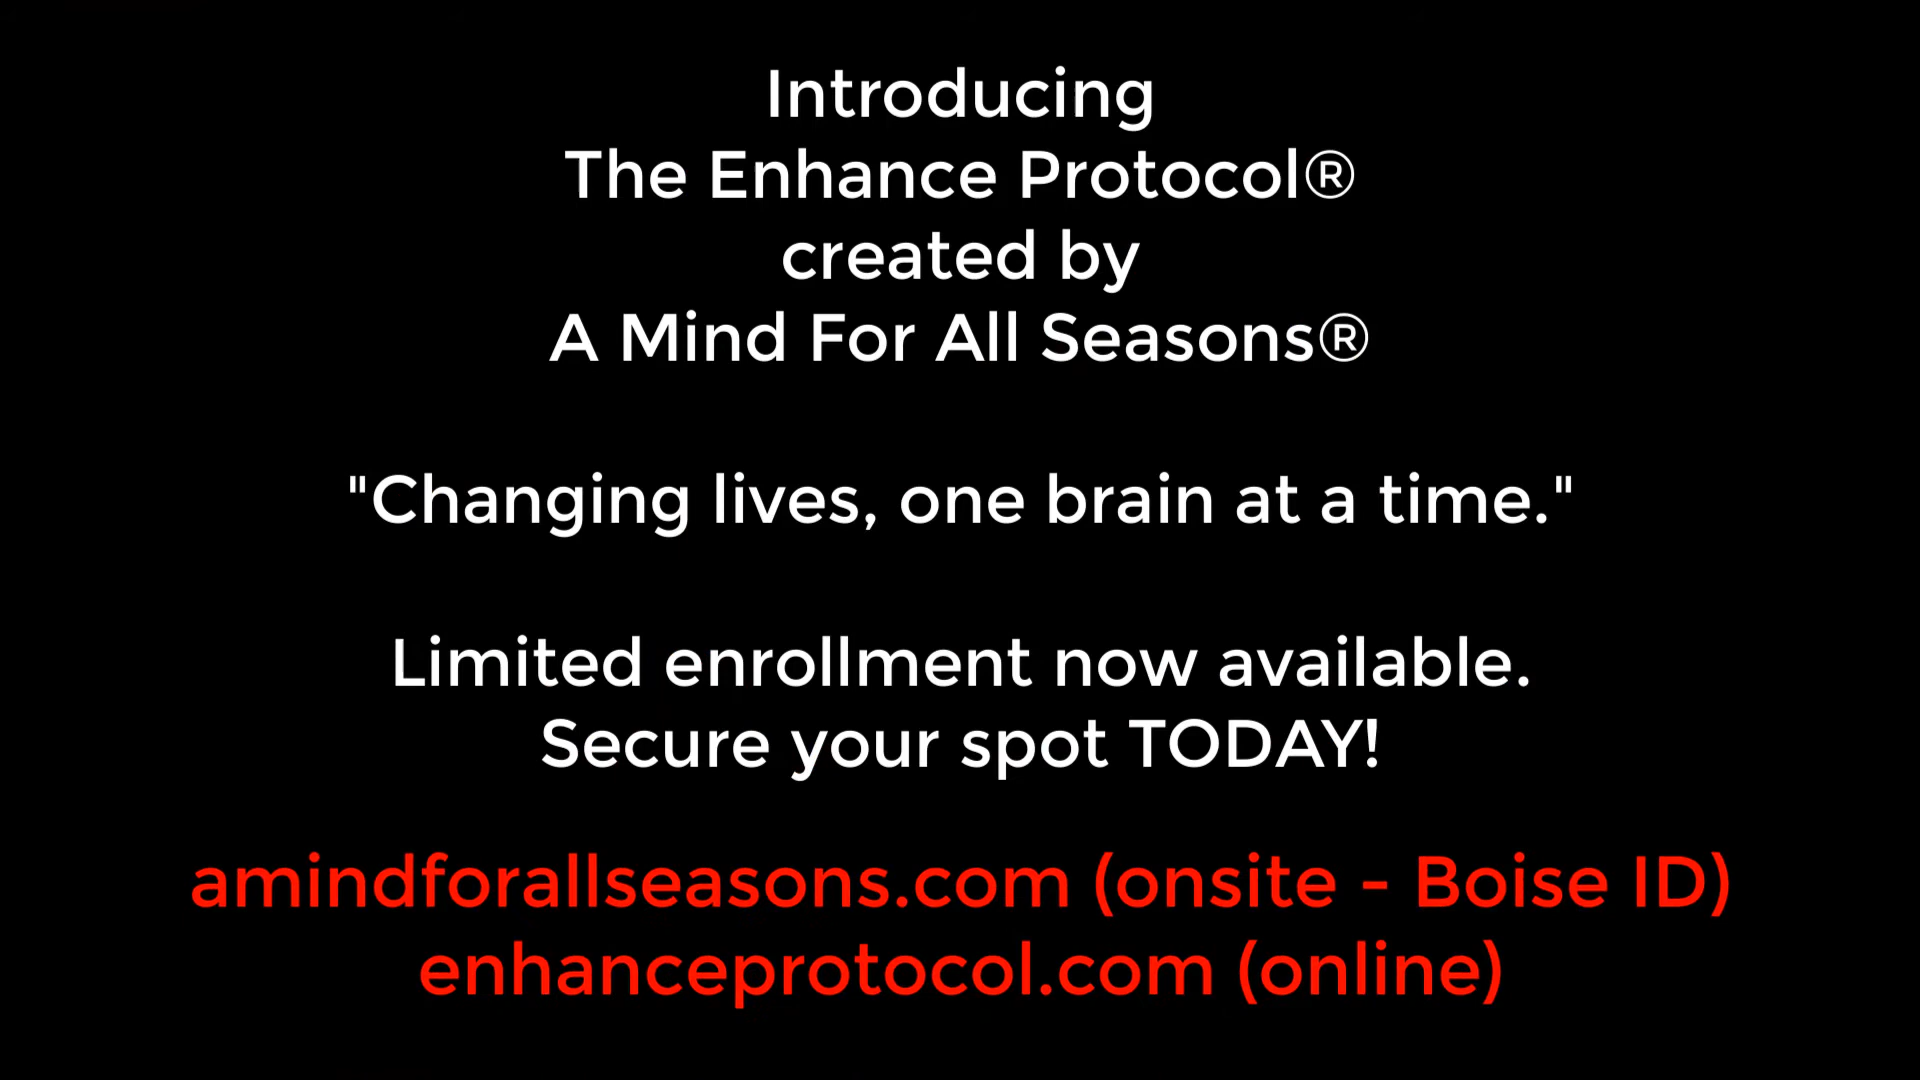 Introducing
The Enhance Protocol®
created by
A Mind For All Seasons®
"Changing lives, one brain at a time."
Limited enrollment now available.
Secure your spot TODAY!
amindforallseasons.com (onsite - Boise ID)
enhanceprotocol.com (online)